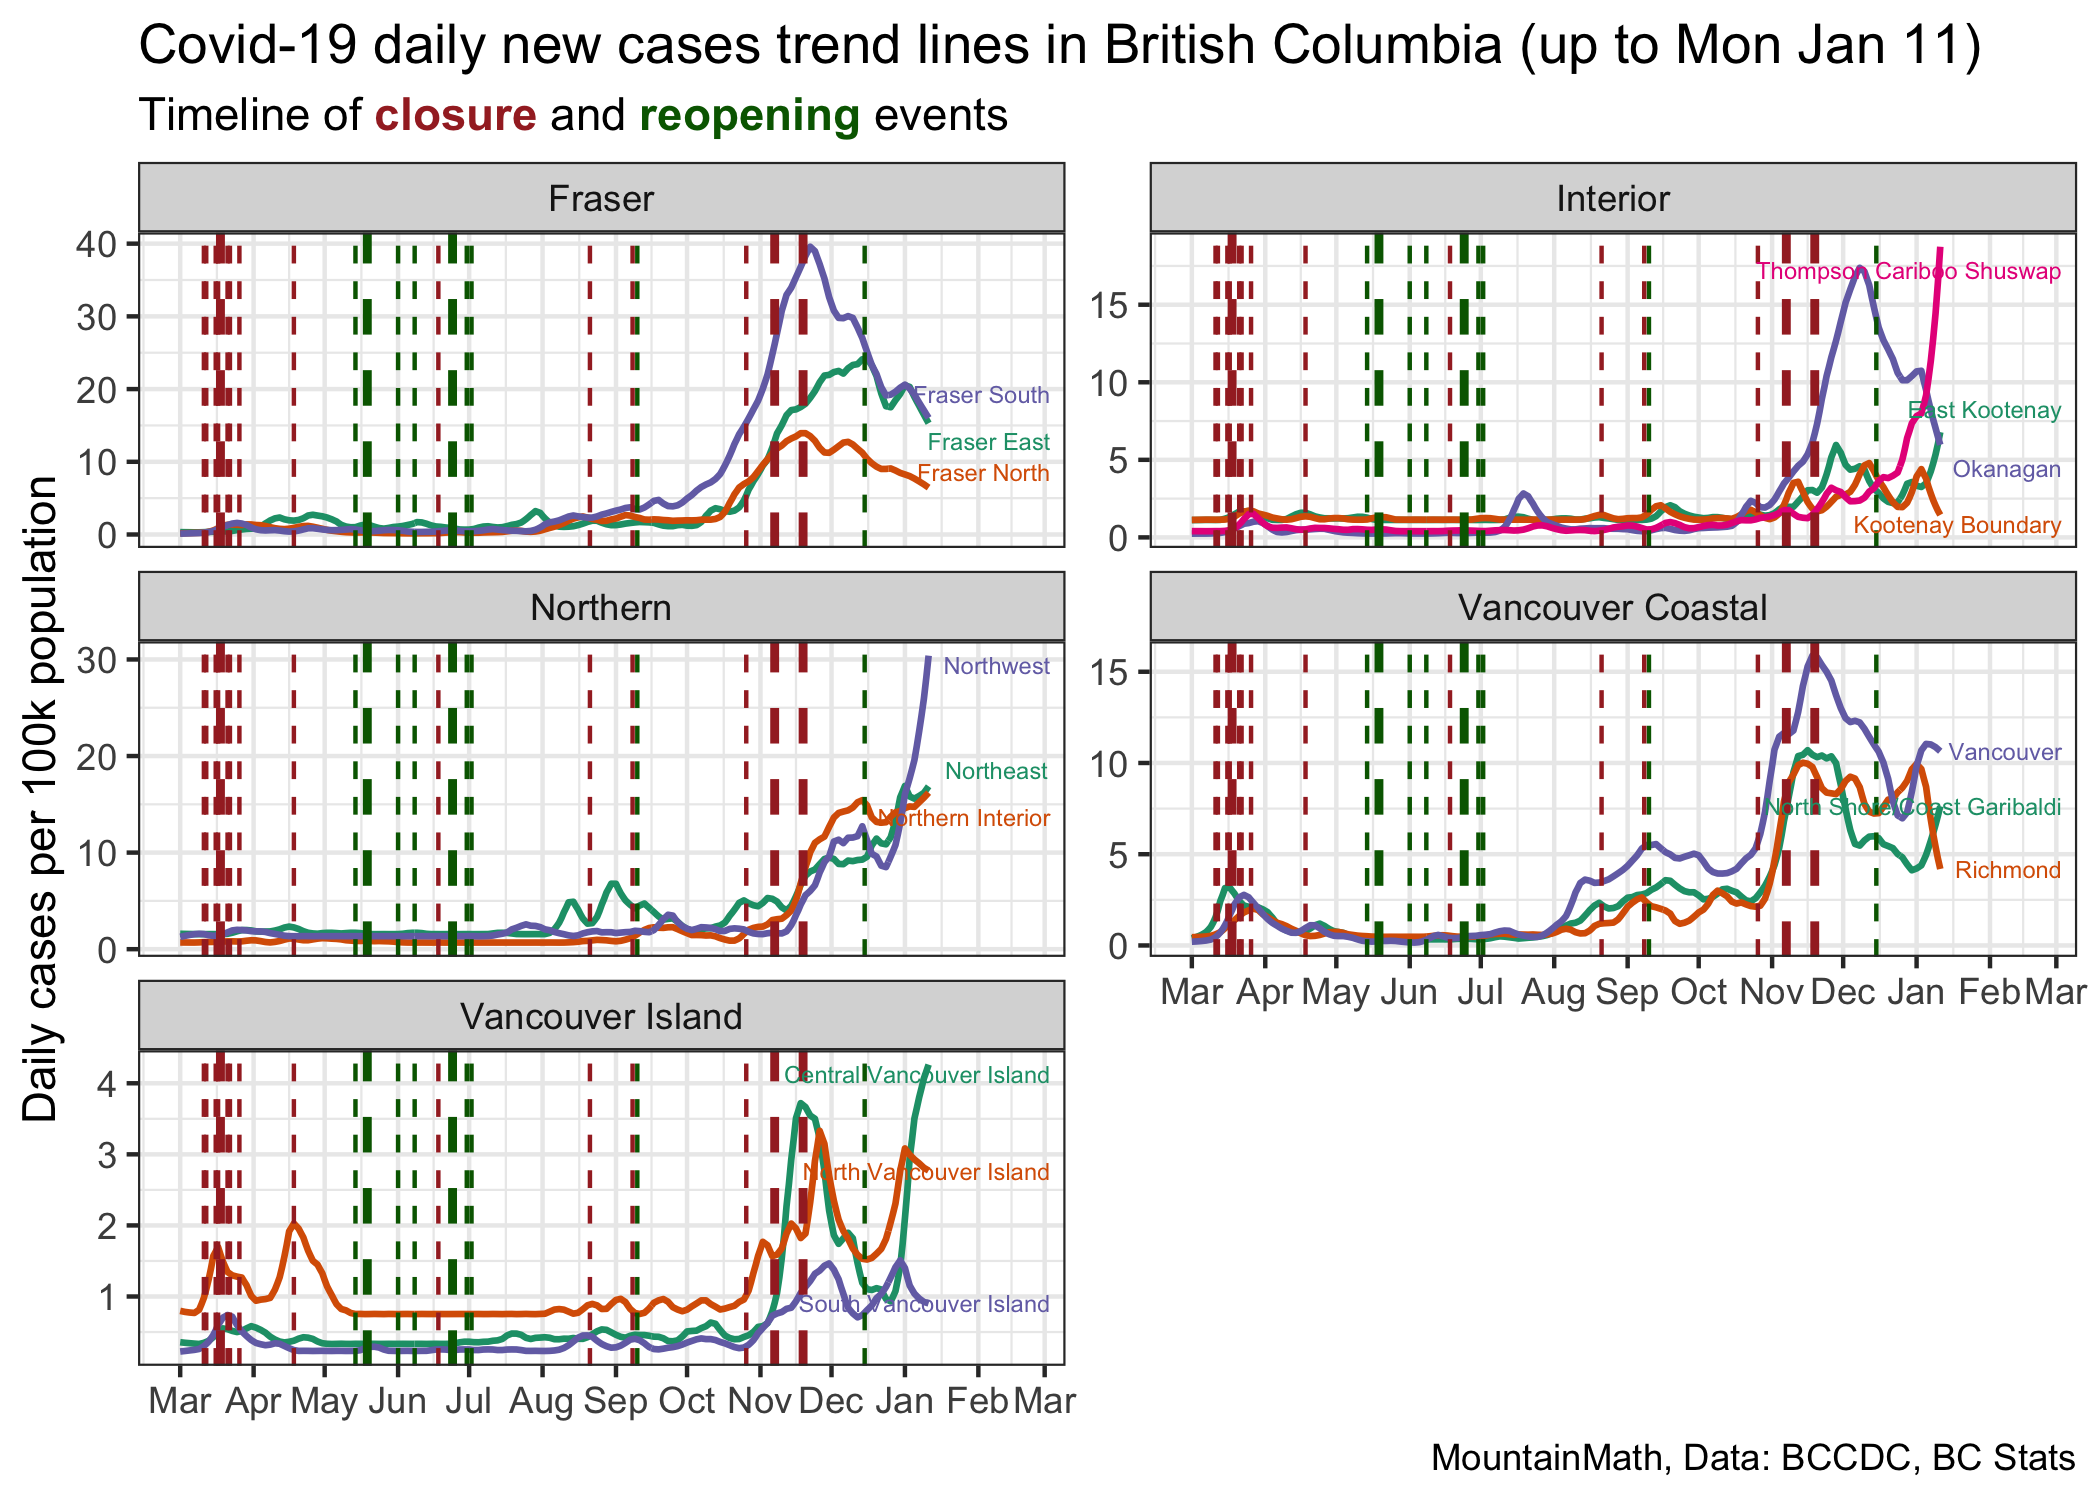 Covid-19 daily new cases trend lines in British Columbia (up to Mon Jan 11)
Timeline of closure and reopening events
Daily cases per 100k population
Fraser
40
30
20
10
0
Fraser South
Fraser East
Fraser North
Interior
15
10
5
0
Thompson Cariboo Shuswap
East Kootenay
Okanagan
Kootenay Boundary
Northern
30
20
10
0
Northwest
Northeast
Northern Interior
Vancouver Coastal
15
10
5
0
Vancouver
North Shore/Coast Garibaldi
Richmond
Mar Apr May Jun Jul Aug Sep Oct Nov Dec Jan Feb Mar
Vancouver Island
4
3
2
1
Central Vancouver Island
North Vancouver Island
South Vancouver Island
Mar Apr May Jun Jul Aug Sep Oct Nov Dec Jan Feb Mar
MountainMath, Data: BCCDC, BC Stats